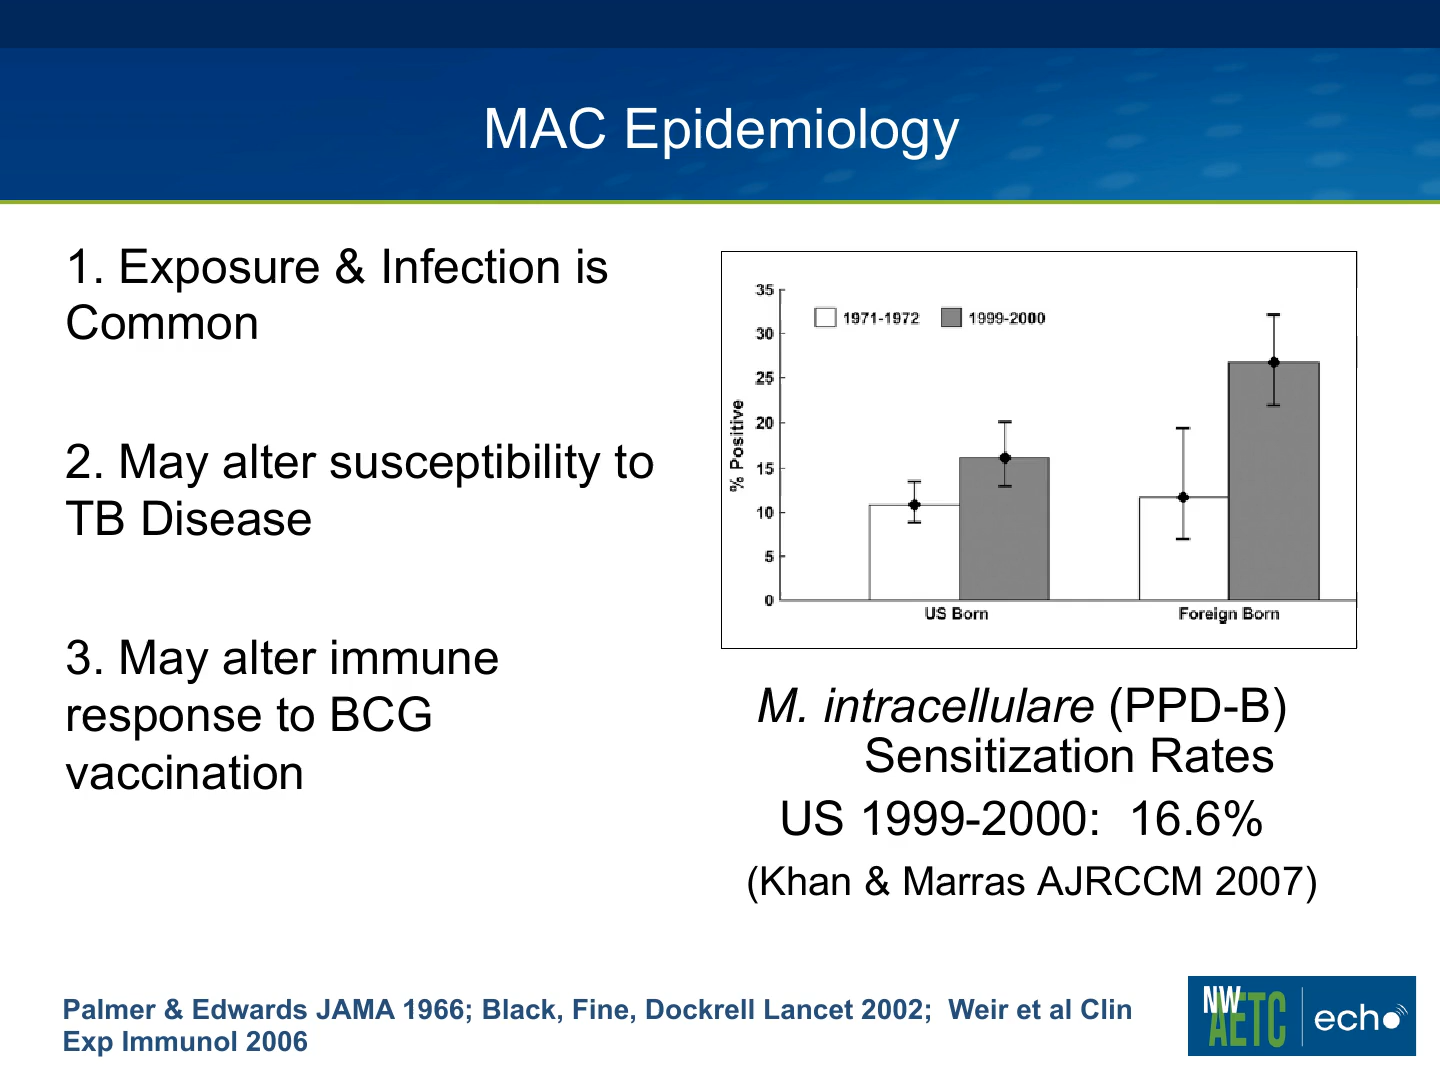 MAC Epidemiology
1. Exposure & Infection is
Common
2. May alter susceptibility to
TB Disease
3. May alter immune
response to BCG
vaccination
35
30
25
20
15
10
5
0
% Positive
1971-1972
1999-2000
US Born
Foreign Born
M. intracellulare (PPD-B)
Sensitization Rates
US 1999-2000: 16.6%
(Khan & Marras AJRCCM 2007)
Palmer & Edwards JAMA 1966; Black, Fine, Dockrell Lancet 2002; Weir et al Clin
Exp Immunol 2006
NW
AETC
echo